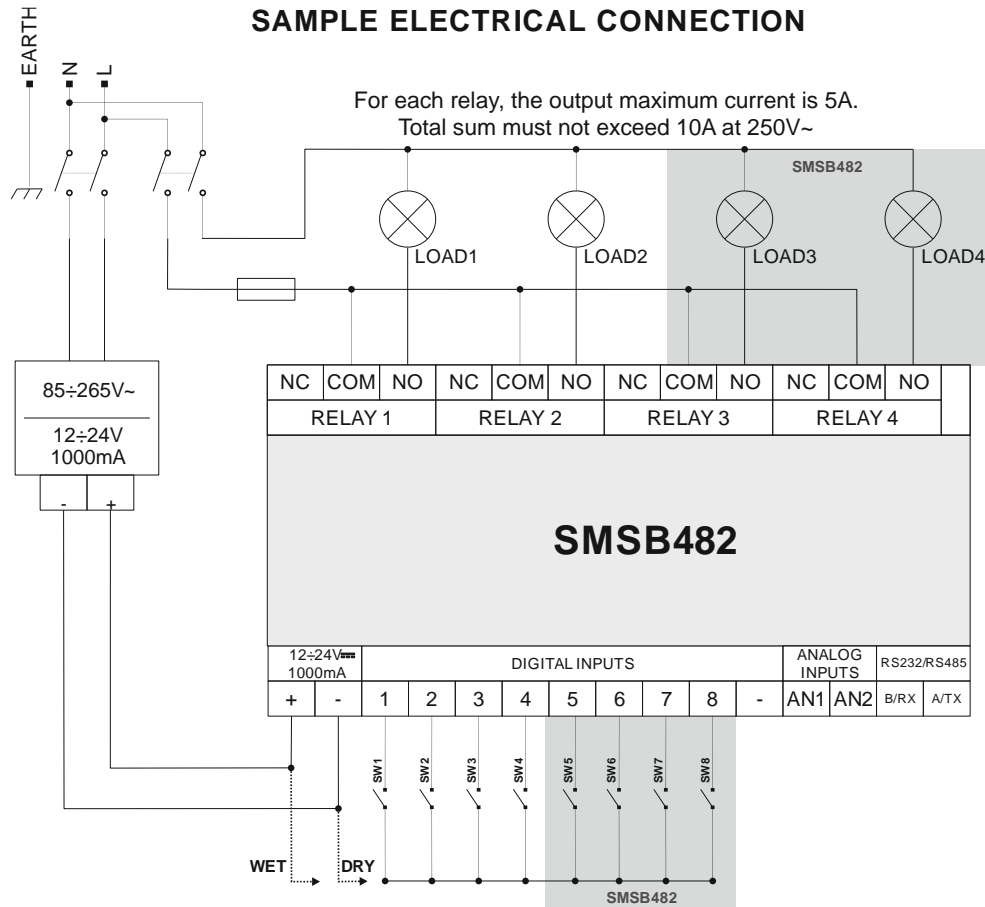 SAMPLE ELECTRICAL CONNECTION
EARTH
N
L
For each relay, the output maximum current is 5A.
Total sum must not exceed 10A at 250V~
SMSB482
LOAD1 LOAD2 LOAD3 LOAD4
85÷265V~
12÷24V
1000mA
- +
NC COM NO NC COM NO NC COM NO NC COM NO
RELAY 1 RELAY 2 RELAY 3 RELAY 4
SMSB482
12÷24V⎓
1000mA
DIGITAL INPUTS
ANALOG
INPUTS
RS232/RS485
+ - 1 2 3 4 5 6 7 8 - AN1 AN2 B/RX A/TX
SW1 SW2 SW3 SW4 SW5 SW6 SW7 SW8
WET DRY
SMSB482